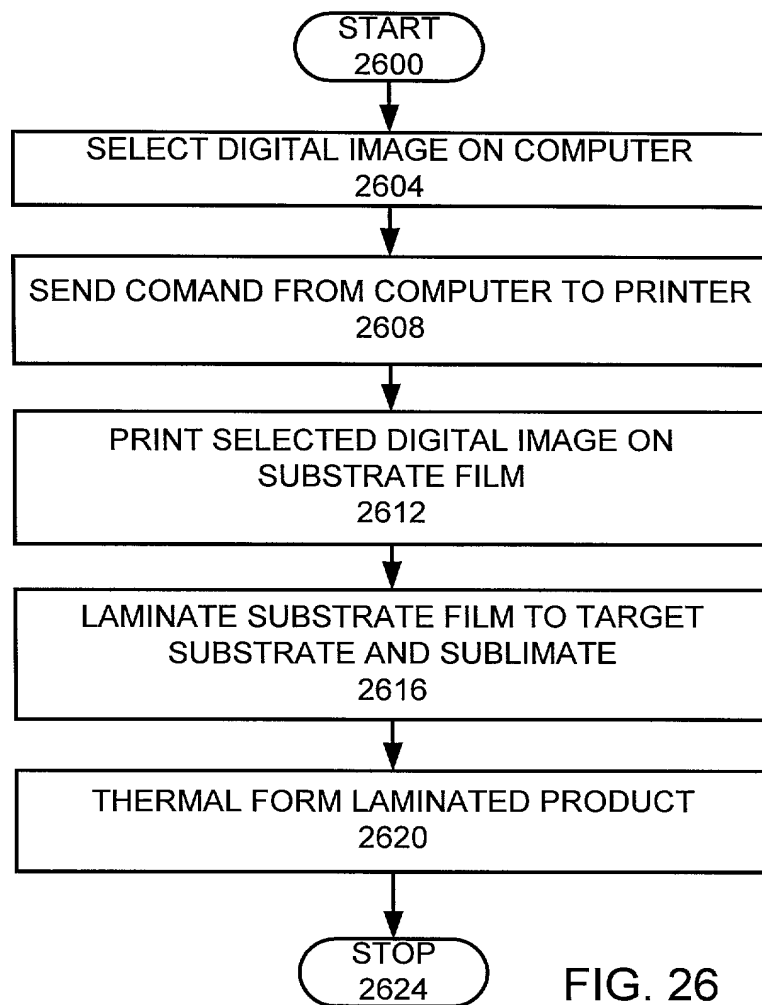 START
2600
SELECT DIGITAL IMAGE ON COMPUTER
2604
SEND COMAND FROM COMPUTER TO PRINTER
2608
PRINT SELECTED DIGITAL IMAGE ON
SUBSTRATE FILM
2612
LAMINATE SUBSTRATE FILM TO TARGET
SUBSTRATE AND SUBLIMATE
2616
THERMAL FORM LAMINATED PRODUCT
2620
STOP
2624
FIG. 26